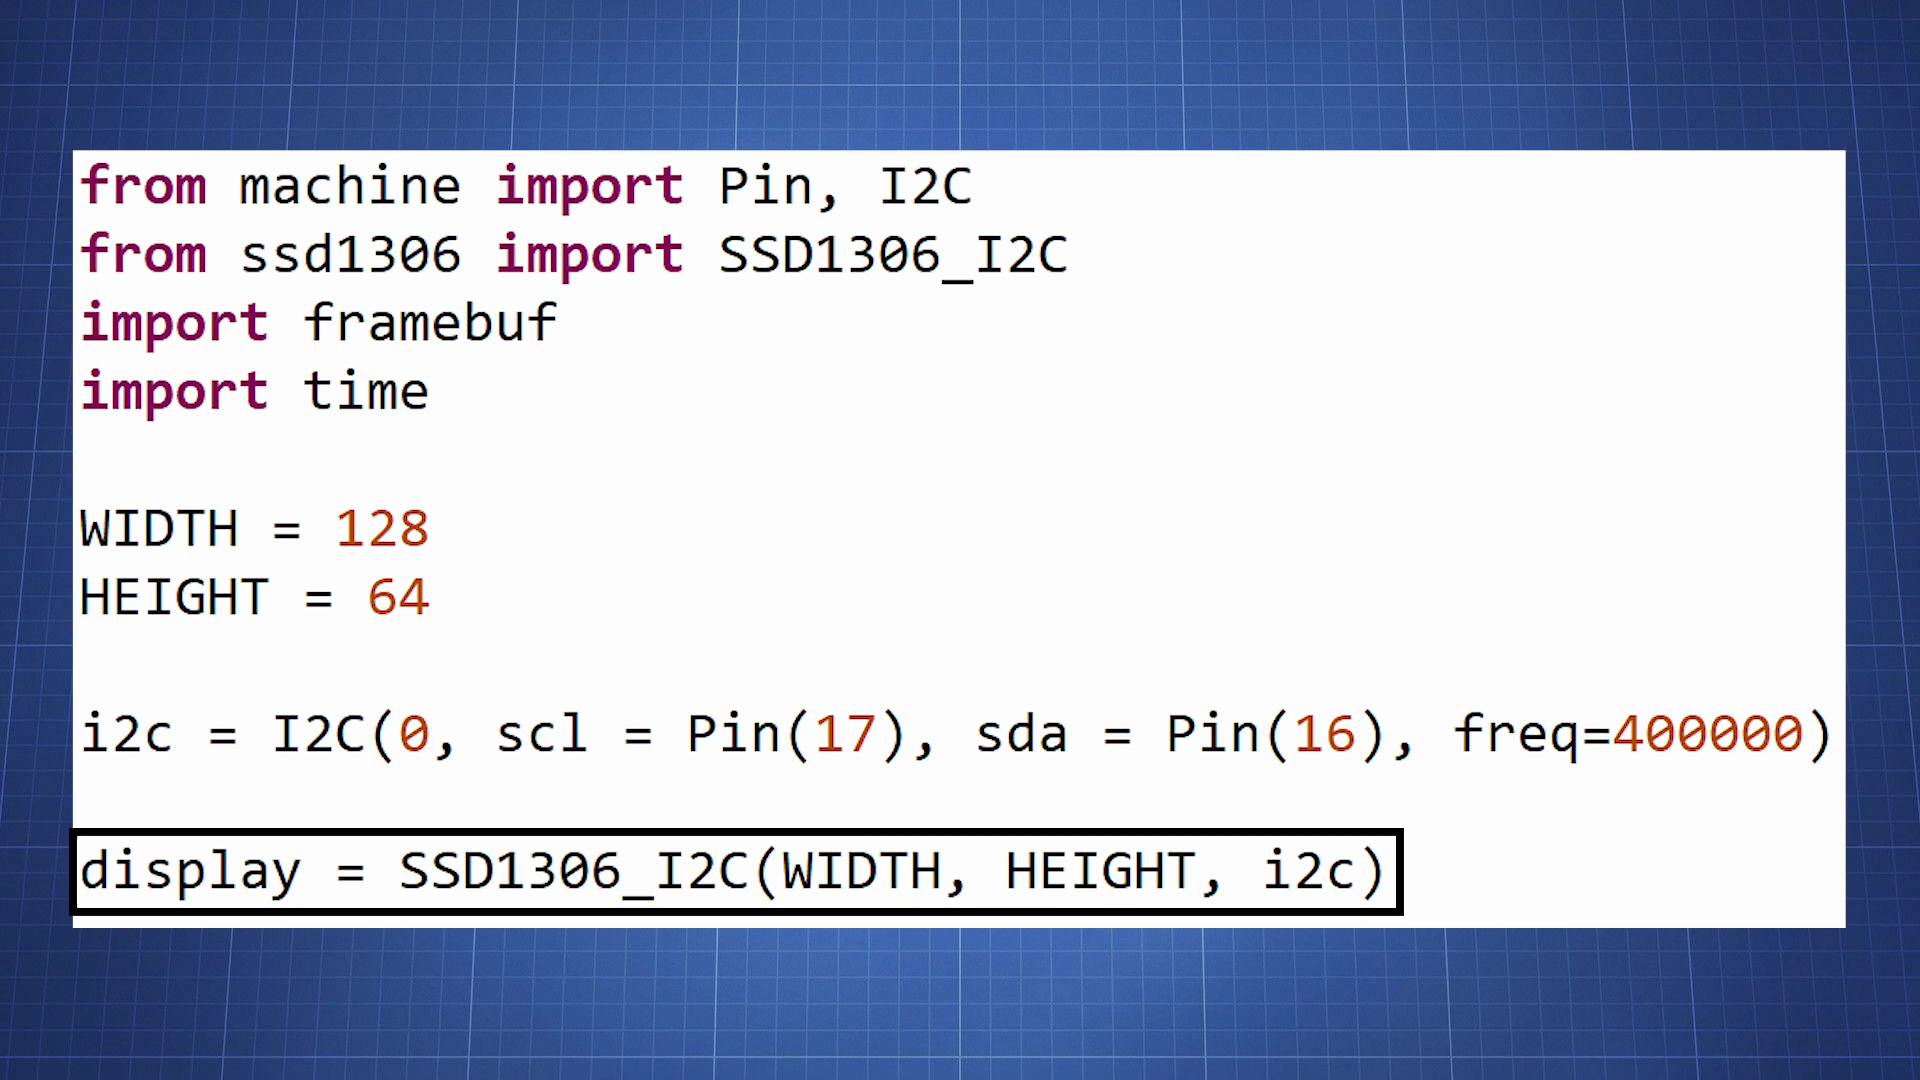 from machine import Pin, I2C
from ssd1306 import SSD1306_I2C
import framebuf
import time
WIDTH = 128
HEIGHT = 64
i2c = I2C(0, scl = Pin(17), sda = Pin(16), freq=400000)
display = SSD1306_I2C(WIDTH, HEIGHT, i2c)